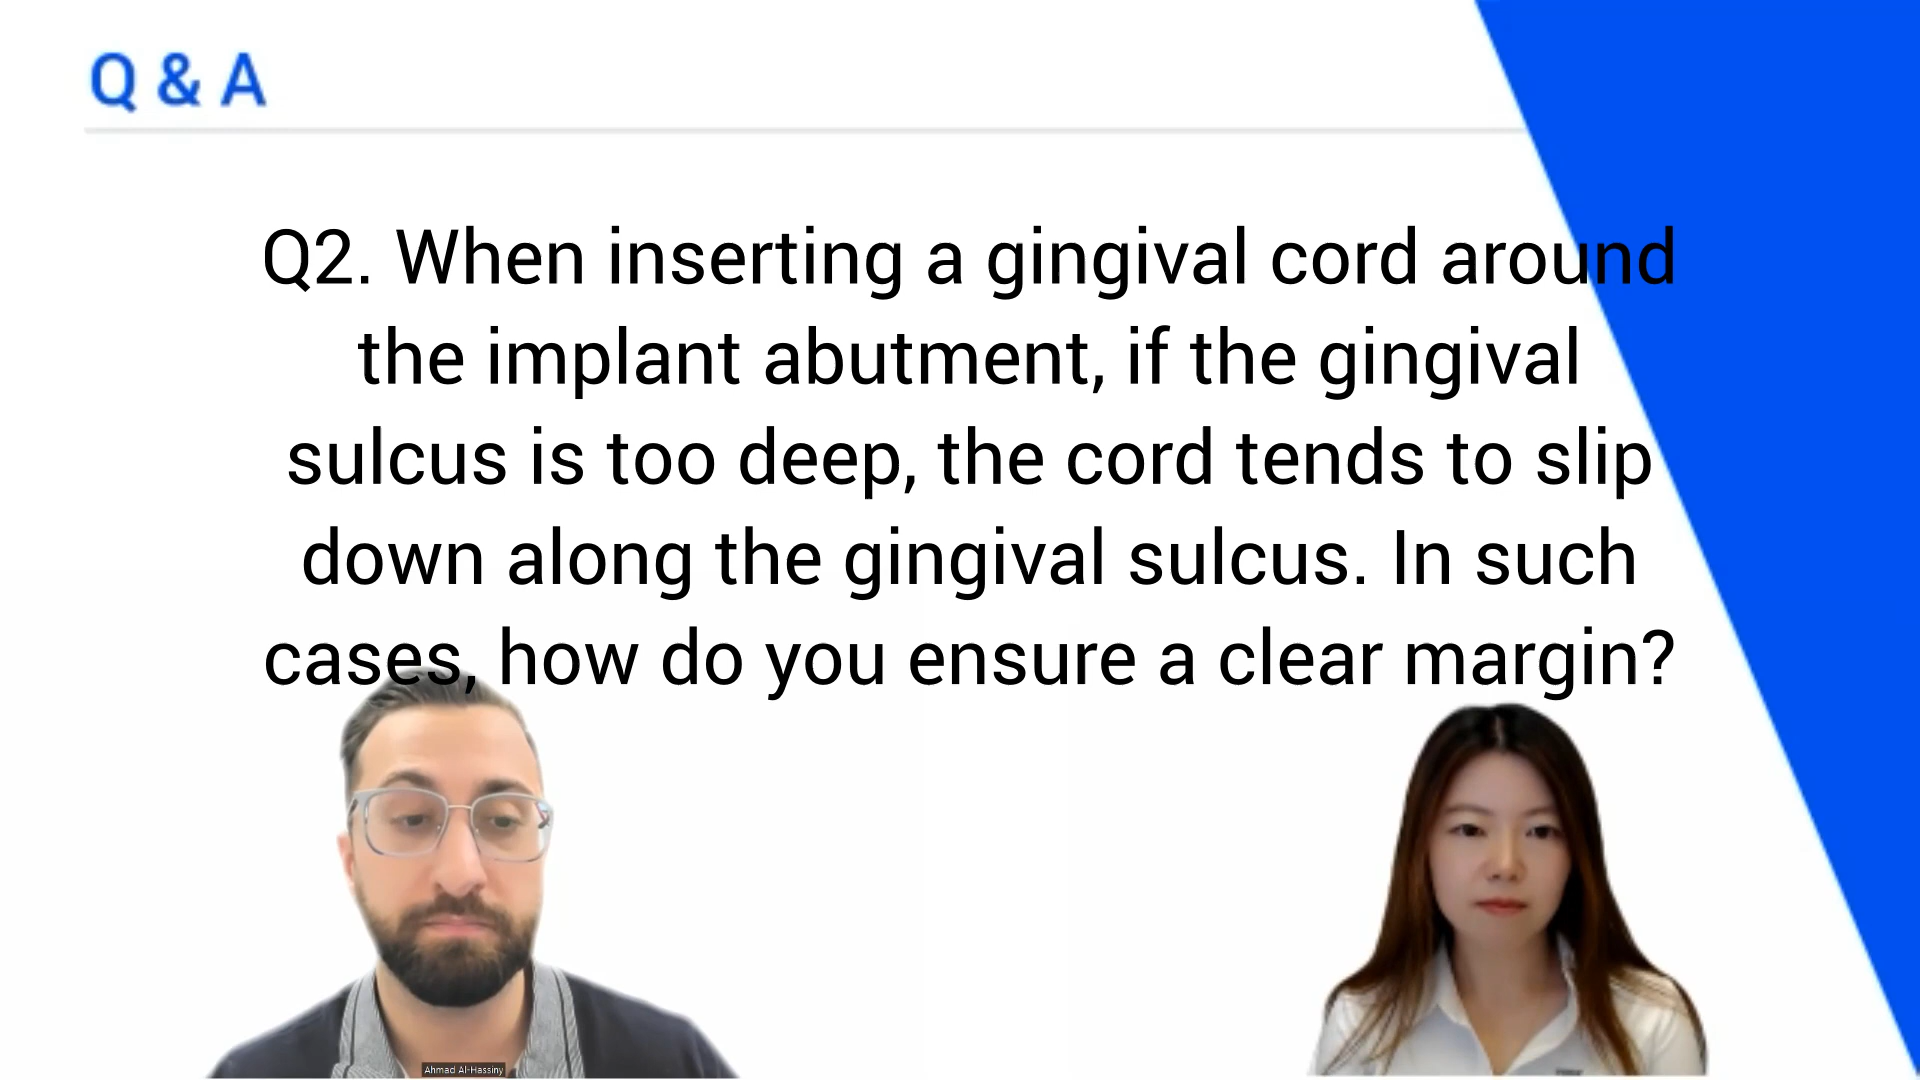 Q & A
Q2. When inserting a gingival cord around
the implant abutment, if the gingival
sulcus is too deep, the cord tends to slip
down along the gingival sulcus. In such
cases, how do you ensure a clear margin?
Ahmad Al-Hassiny